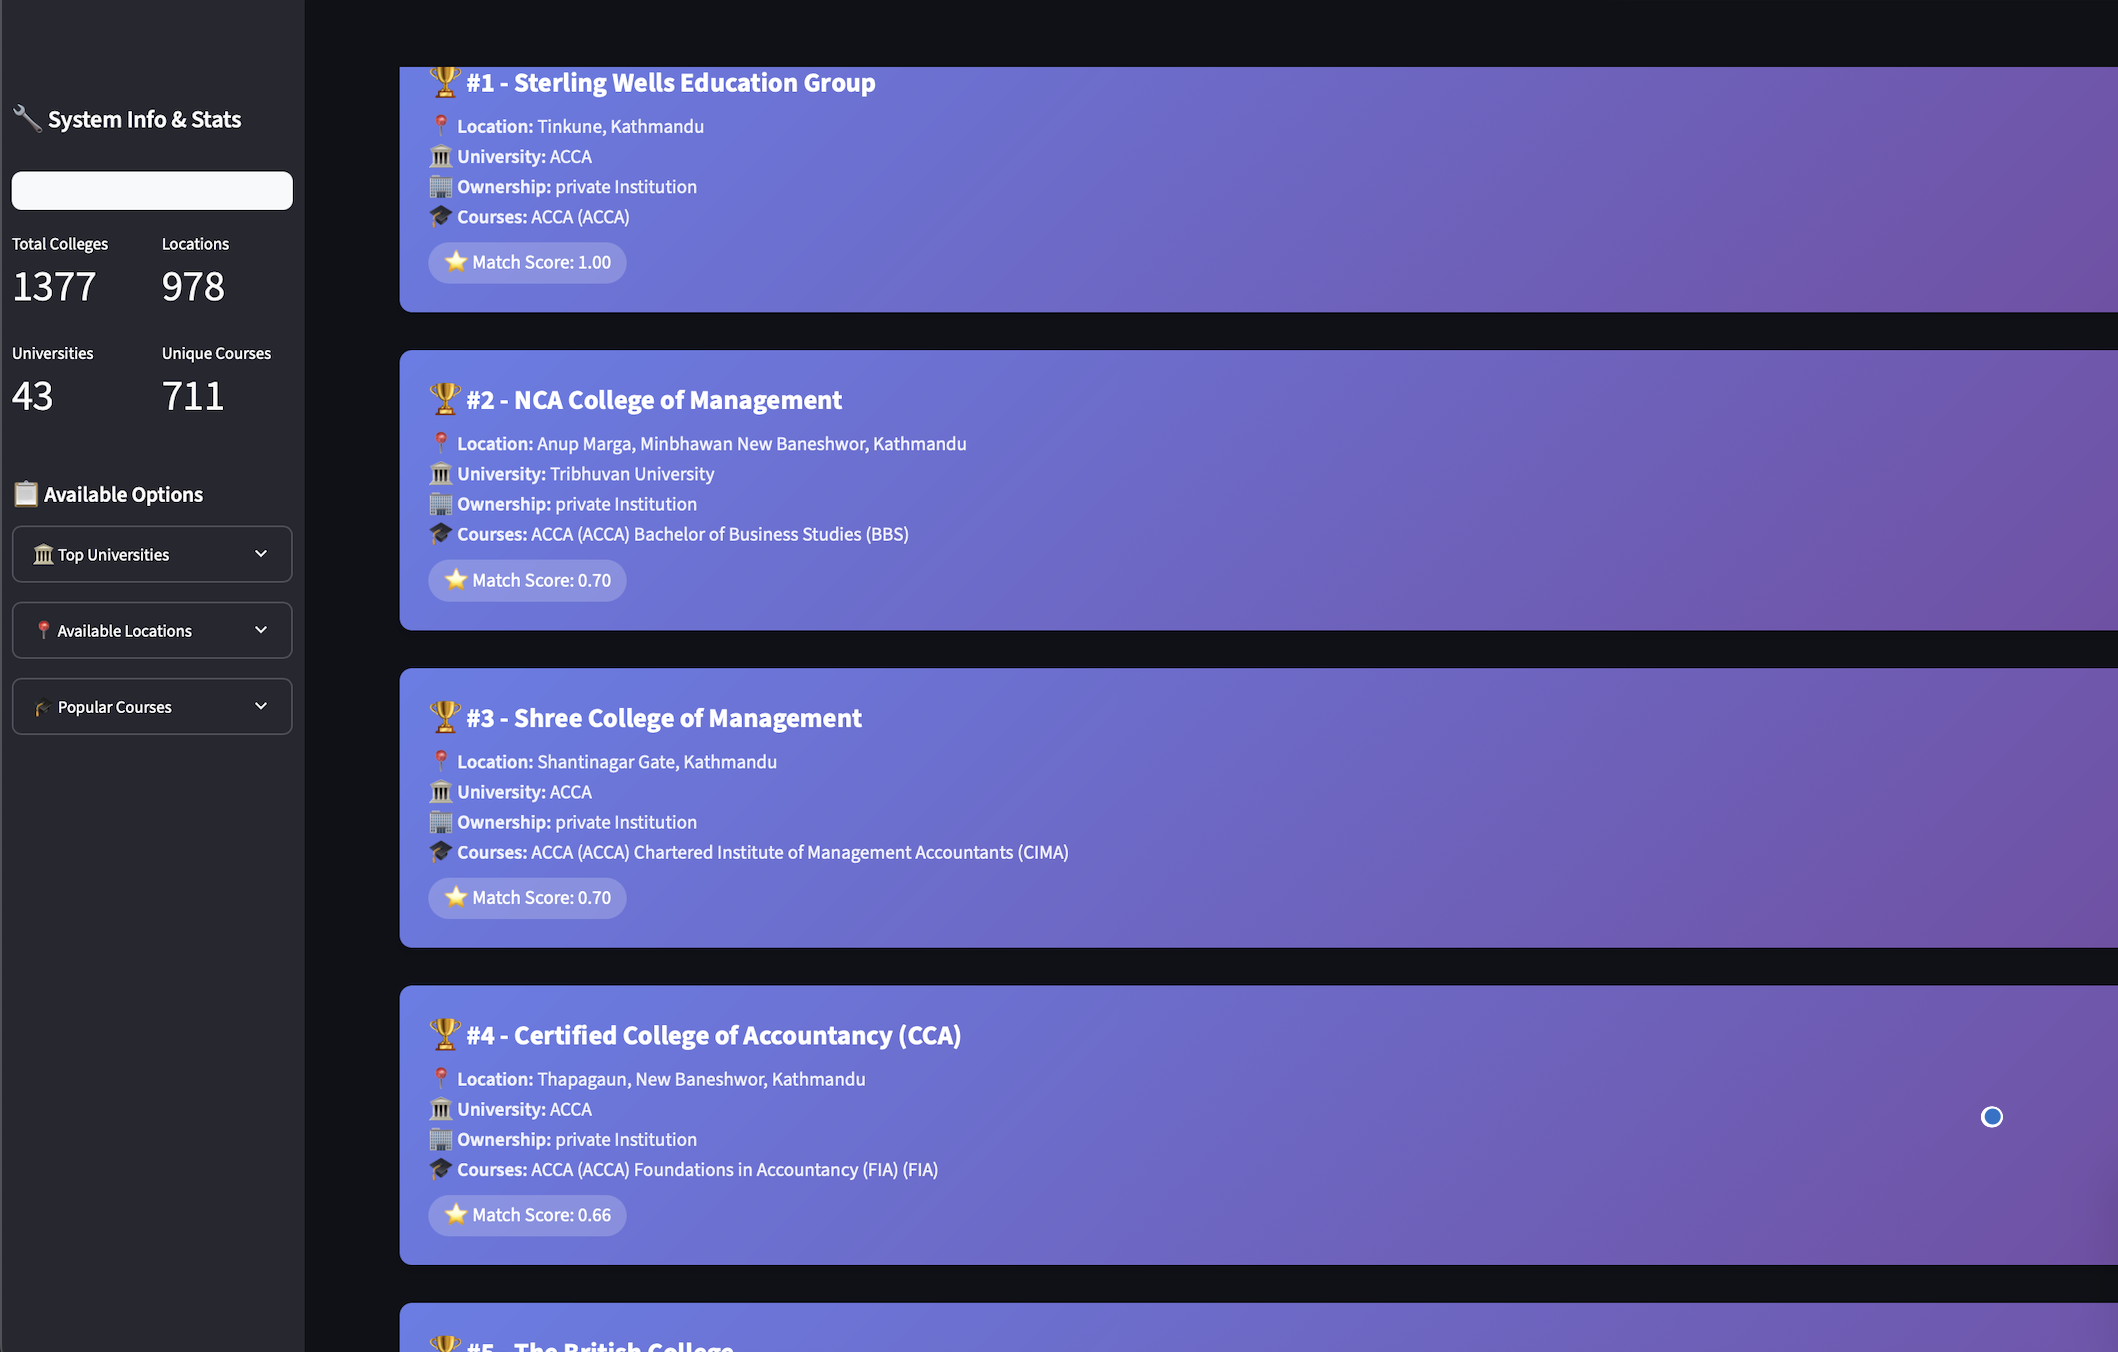 System Info & Stats
Total Colleges
1377
Locations
978
Universities
43
Unique Courses
711
Available Options
Top Universities
Available Locations
Popular Courses
#1 - Sterling Wells Education Group
Location: Tinkune, Kathmandu
University: ACCA
Ownership: private Institution
Courses: ACCA (ACCA)
Match Score: 1.00
#2 - NCA College of Management
Location: Anup Marga, Minbhawan New Baneshwor, Kathmandu
University: Tribhuvan University
Ownership: private Institution
Courses: ACCA (ACCA) Bachelor of Business Studies (BBS)
Match Score: 0.70
#3 - Shree College of Management
Location: Shantinagar Gate, Kathmandu
University: ACCA
Ownership: private Institution
Courses: ACCA (ACCA) Chartered Institute of Management Accountants (CIMA)
Match Score: 0.70
#4 - Certified College of Accountancy (CCA)
Location: Thapagaun, New Baneshwor, Kathmandu
University: ACCA
Ownership: private Institution
Courses: ACCA (ACCA) Foundations in Accountancy (FIA) (FIA)
Match Score: 0.66
#5 - The British College